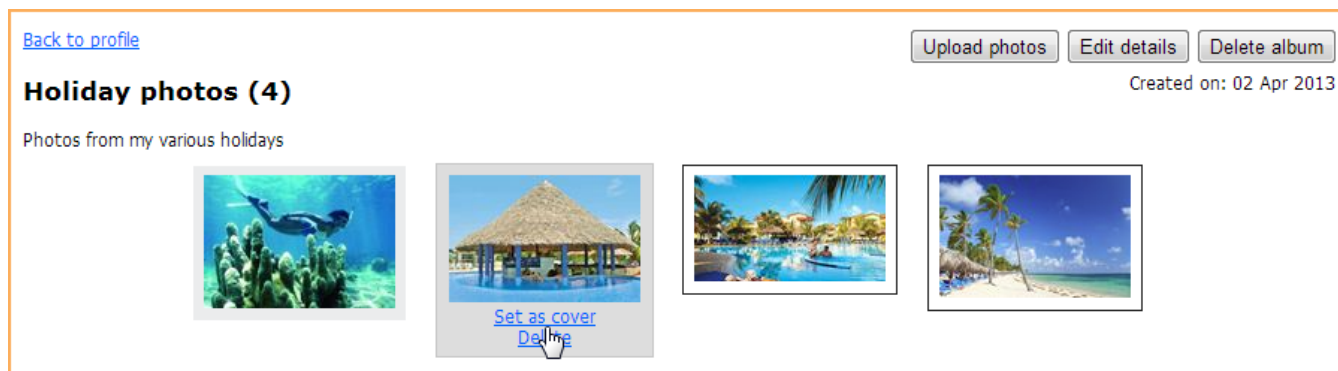 Back to profile
Upload photos Edit details Delete album
Holiday photos (4)
Created on: 02 Apr 2013
Photos from my various holidays
Set as cover
Delete